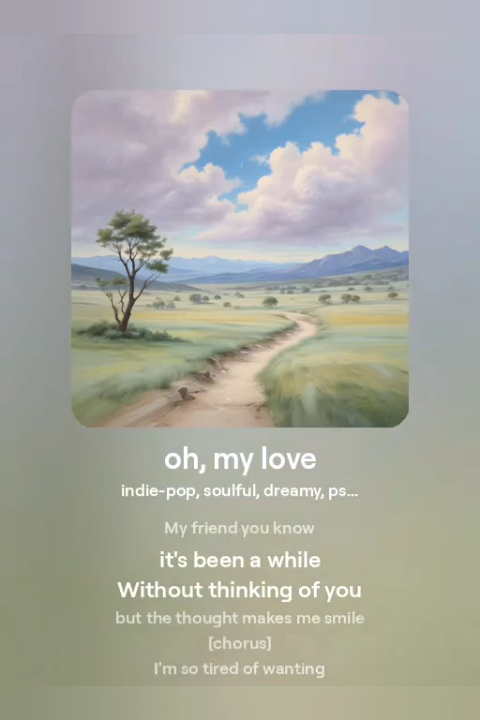 oh, my love
indie-pop, soulful, dreamy, ps...
My friend you know
it's been a while
Without thinking of you
but the thought makes me smile
[chorus]
I'm so tired of wanting